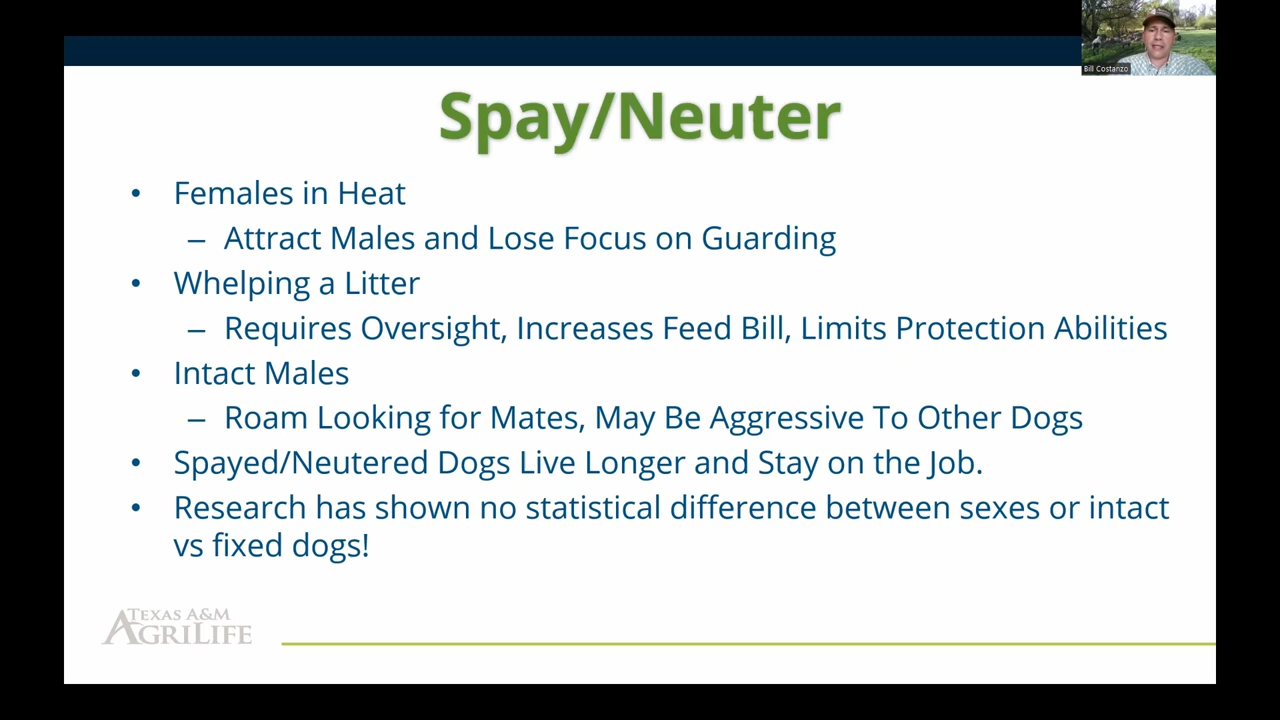 Bill Costanzo
Spay/Neuter
• Females in Heat
– Attract Males and Lose Focus on Guarding
• Whelping a Litter
– Requires Oversight, Increases Feed Bill, Limits Protection Abilities
• Intact Males
– Roam Looking for Mates, May Be Aggressive To Other Dogs
• Spayed/Neutered Dogs Live Longer and Stay on the Job.
• Research has shown no statistical difference between sexes or intact
vs fixed dogs!
TEXAS A&M
AGRILIFE